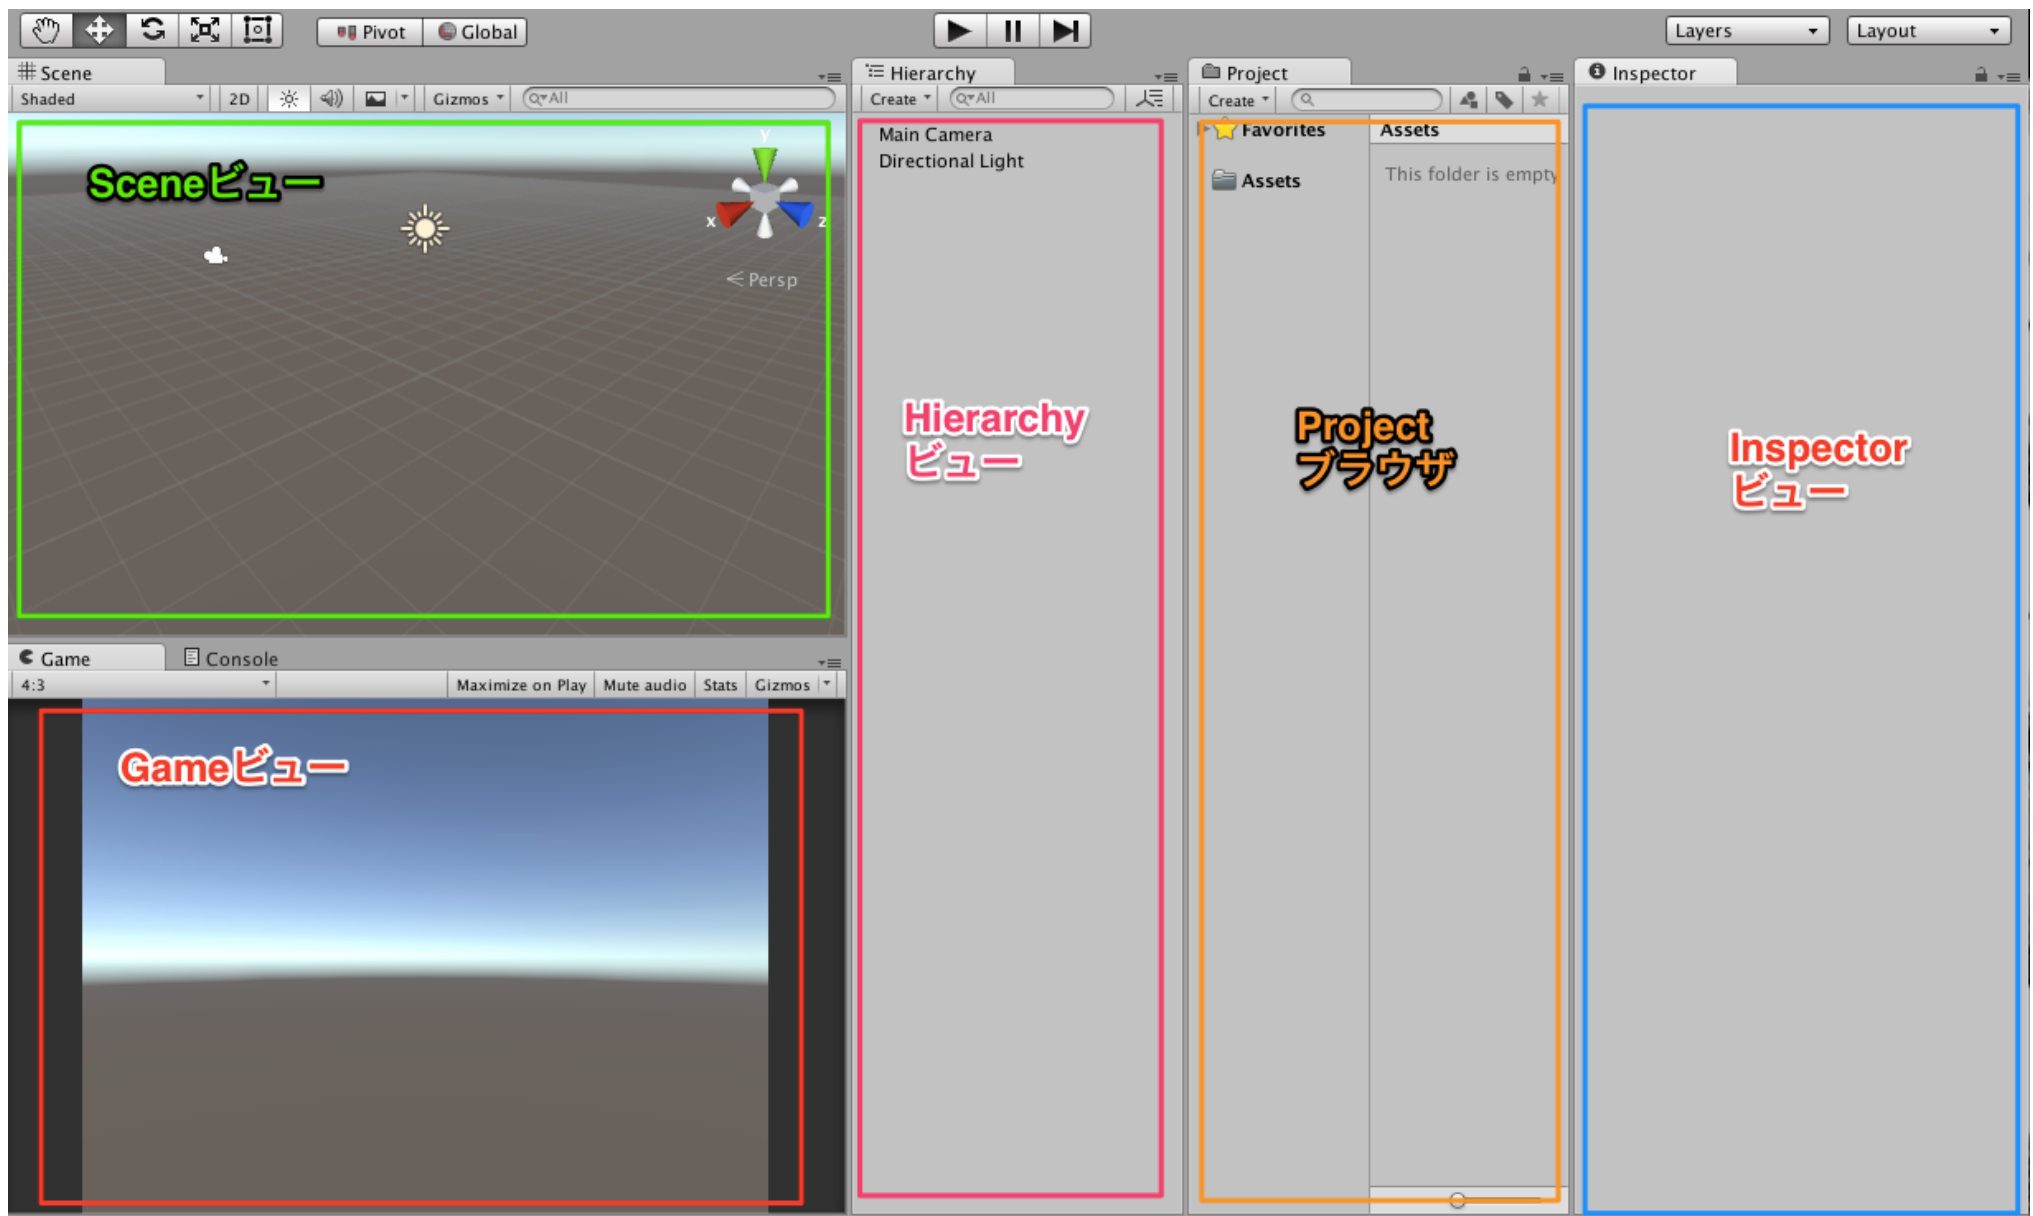 Pivot
Global
Layers
Layout
Scene
Hierarchy
Project
Inspector
Shaded
2D
Gizmos
All
Create
All
Create
Main Camera
Directional Light
Favorites
Assets
Assets
This folder is empty
Sceneビュー
y
x
z
Persp
Hierarchy
ビュー
Project
ブラウザ
Inspector
ビュー
Game
Console
4:3
Maximize on Play
Mute audio
Stats
Gizmos
Gameビュー